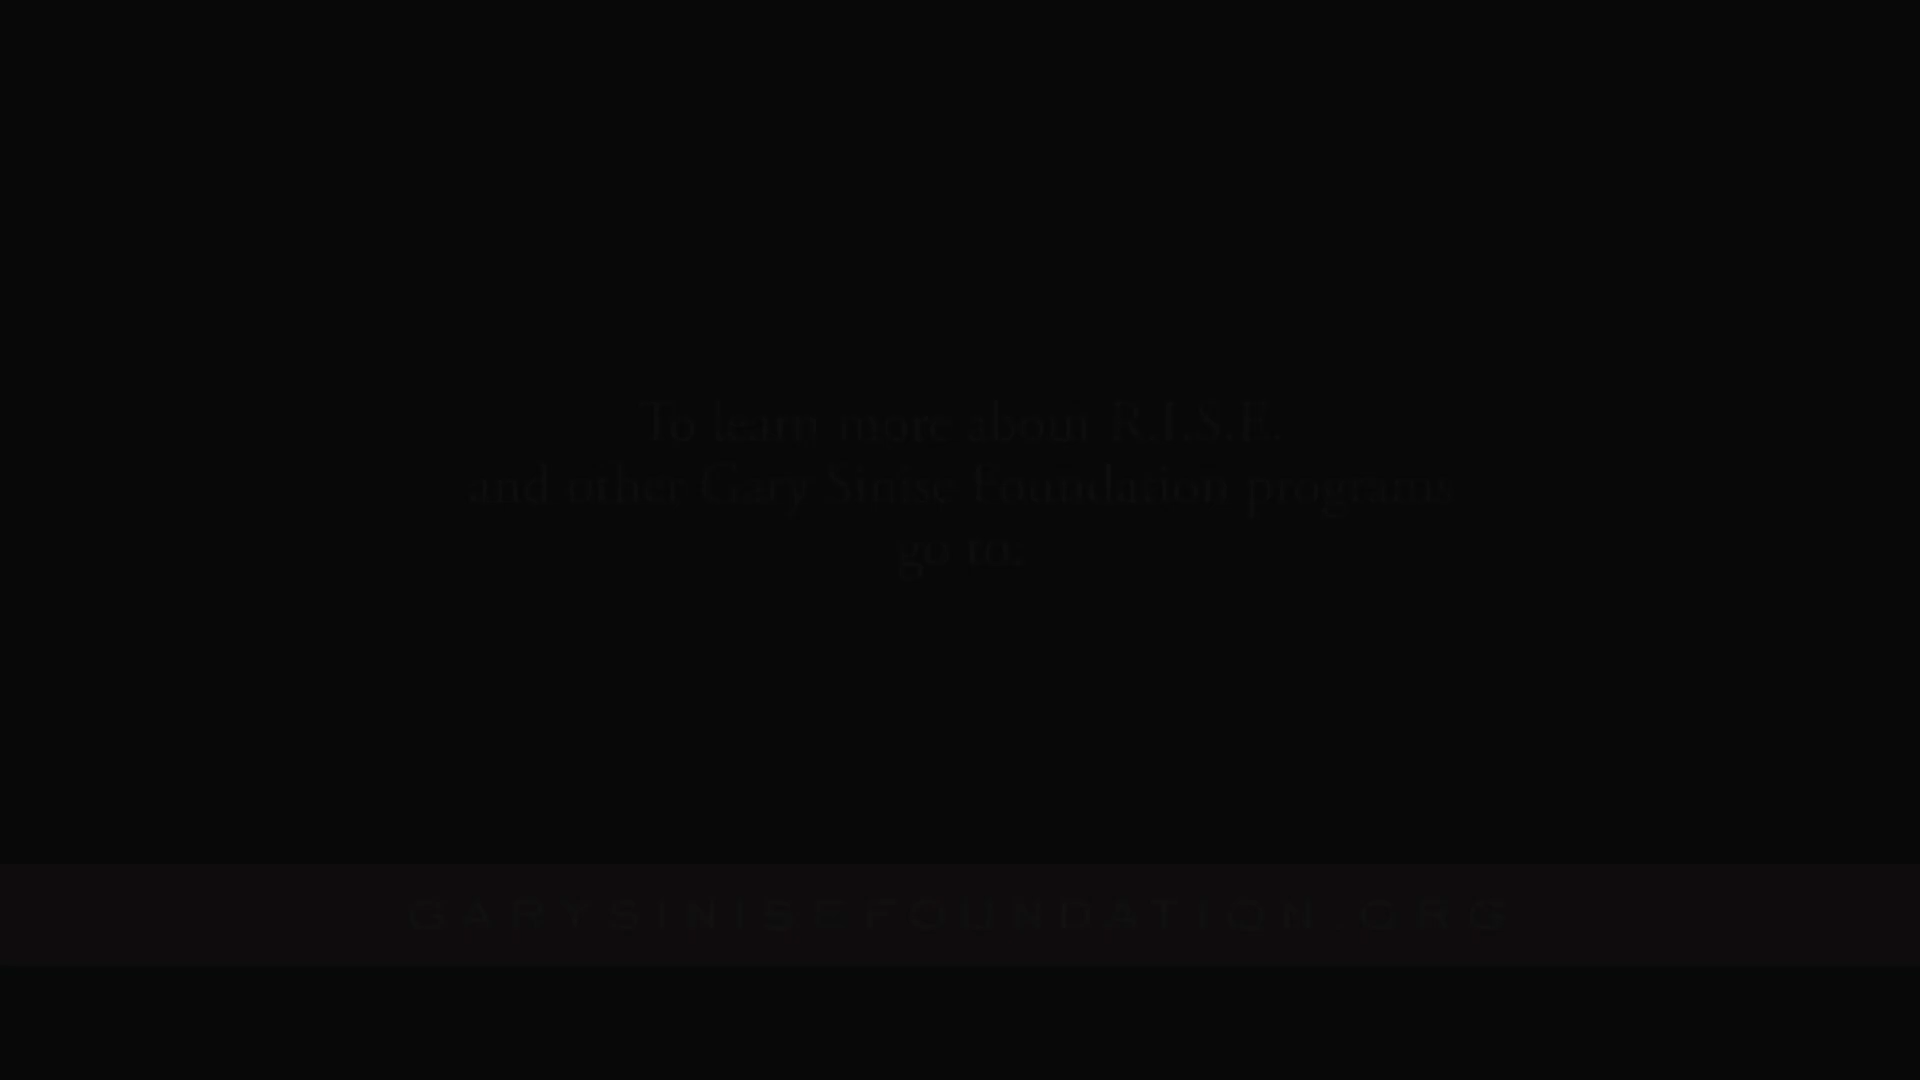 To learn more about R.I.S.E.
and other Gary Sinise Foundation programs
go to:
GARYSINISEFOUNDATION.ORG